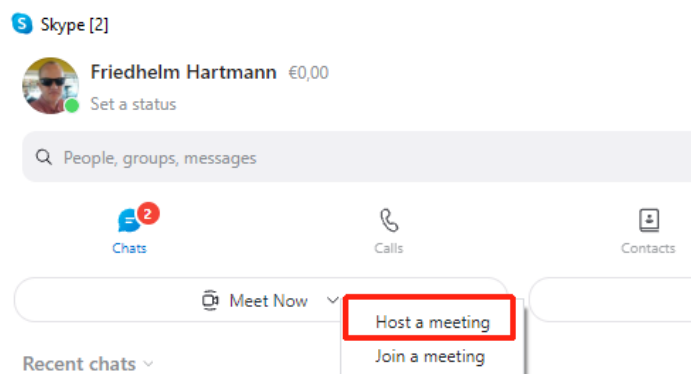 Skype [2]
Friedhelm Hartmann €0,00
Set a status
People, groups, messages
2
Chats
Calls
Contacts
Meet Now
Host a meeting
Join a meeting
Recent chats